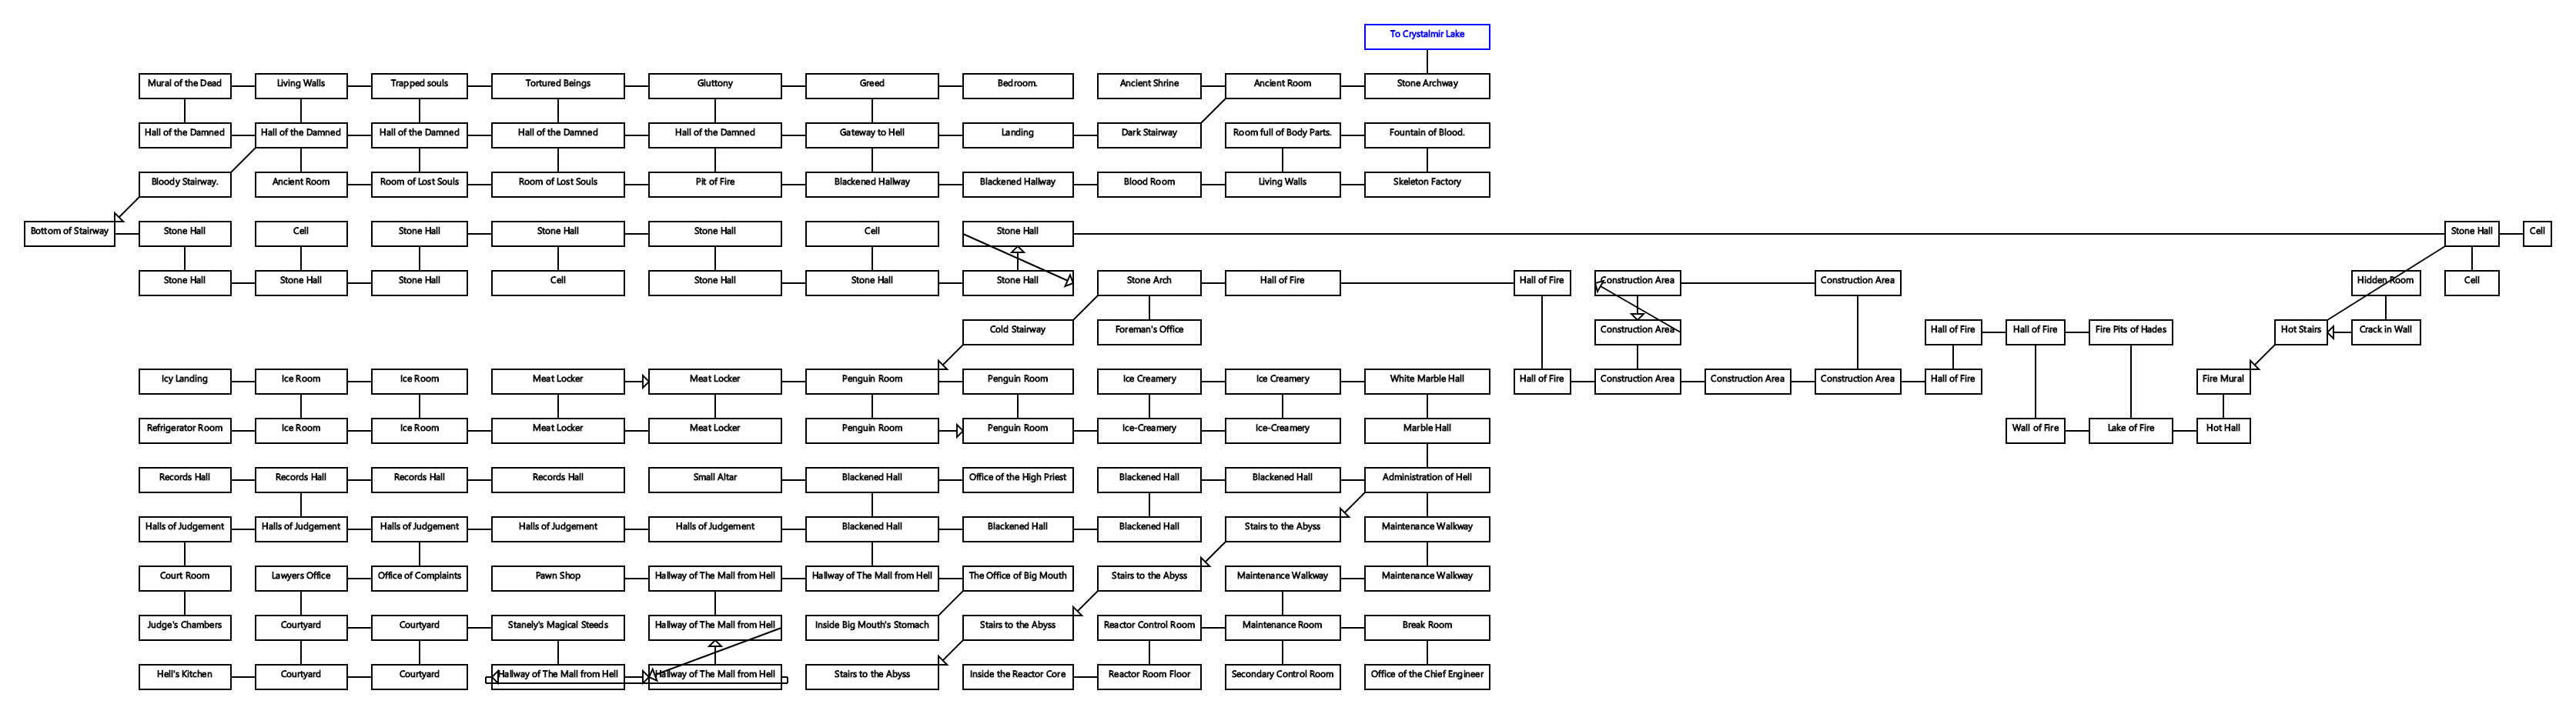 To Crystalmir Lake
Mural of the Dead
Living Walls
Trapped souls
Tortured Beings
Gluttony
Greed
Bedroom.
Ancient Shrine
Ancient Room
Stone Archway
Hall of the Damned
Hall of the Damned
Hall of the Damned
Hall of the Damned
Hall of the Damned
Gateway to Hell
Landing
Dark Stairway
Room full of Body Parts.
Fountain of Blood.
Bloody Stairway.
Ancient Room
Room of Lost Souls
Room of Lost Souls
Pit of Fire
Blackened Hallway
Blackened Hallway
Blood Room
Living Walls
Skeleton Factory
Bottom of Stairway
Stone Hall
Cell
Stone Hall
Stone Hall
Stone Hall
Cell
Stone Hall
Stone Hall
Cell
Stone Hall
Stone Hall
Stone Hall
Cell
Stone Hall
Stone Hall
Stone Hall
Stone Arch
Hall of Fire
Hall of Fire
Construction Area
Construction Area
Hidden Room
Cell
Cold Stairway
Foreman's Office
Construction Area
Hall of Fire
Hall of Fire
Fire Pits of Hades
Hot Stairs
Crack in Wall
Icy Landing
Ice Room
Ice Room
Meat Locker
Meat Locker
Penguin Room
Penguin Room
Ice Creamery
Ice Creamery
White Marble Hall
Hall of Fire
Construction Area
Construction Area
Construction Area
Hall of Fire
Fire Mural
Refrigerator Room
Ice Room
Ice Room
Meat Locker
Meat Locker
Penguin Room
Penguin Room
Ice-Creamery
Ice-Creamery
Marble Hall
Wall of Fire
Lake of Fire
Hot Hall
Records Hall
Records Hall
Records Hall
Records Hall
Small Altar
Blackened Hall
Office of the High Priest
Blackened Hall
Blackened Hall
Administration of Hell
Halls of Judgement
Halls of Judgement
Halls of Judgement
Halls of Judgement
Halls of Judgement
Blackened Hall
Blackened Hall
Blackened Hall
Stairs to the Abyss
Maintenance Walkway
Court Room
Lawyers Office
Office of Complaints
Pawn Shop
Hallway of The Mall from Hell
Hallway of The Mall from Hell
The Office of Big Mouth
Stairs to the Abyss
Maintenance Walkway
Maintenance Walkway
Judge's Chambers
Courtyard
Courtyard
Stanely's Magical Steeds
Hallway of The Mall from Hell
Inside Big Mouth's Stomach
Stairs to the Abyss
Reactor Control Room
Maintenance Room
Break Room
Hell's Kitchen
Courtyard
Courtyard
Hallway of The Mall from Hell
Hallway of The Mall from Hell
Stairs to the Abyss
Inside the Reactor Core
Reactor Room Floor
Secondary Control Room
Office of the Chief Engineer